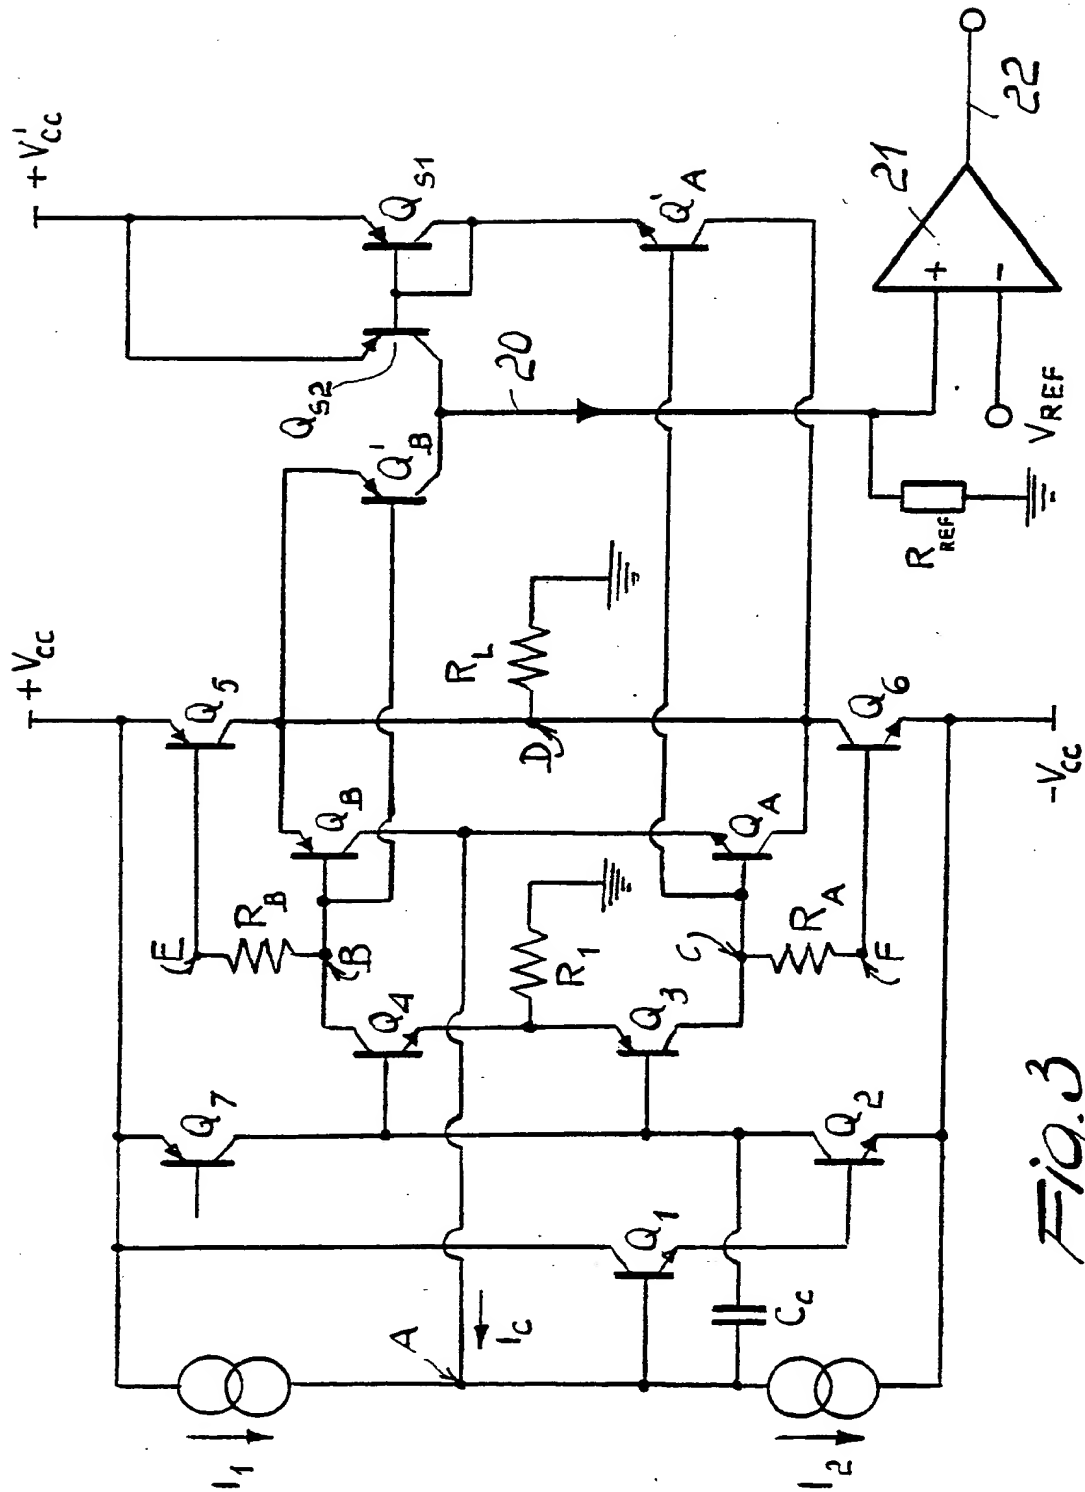 +VCC
+V'CC
Q5
QS1
QS2
Q'B
QB
RB
E
B
Q4
Q7
A
I1
IC
20
RL
D
R1
Q'A
QA
C
RA
Q3
F
Q6
Q1
Q2
CC
I2
-VCC
RREF
VREF
+
-
21
22
Fig. 3